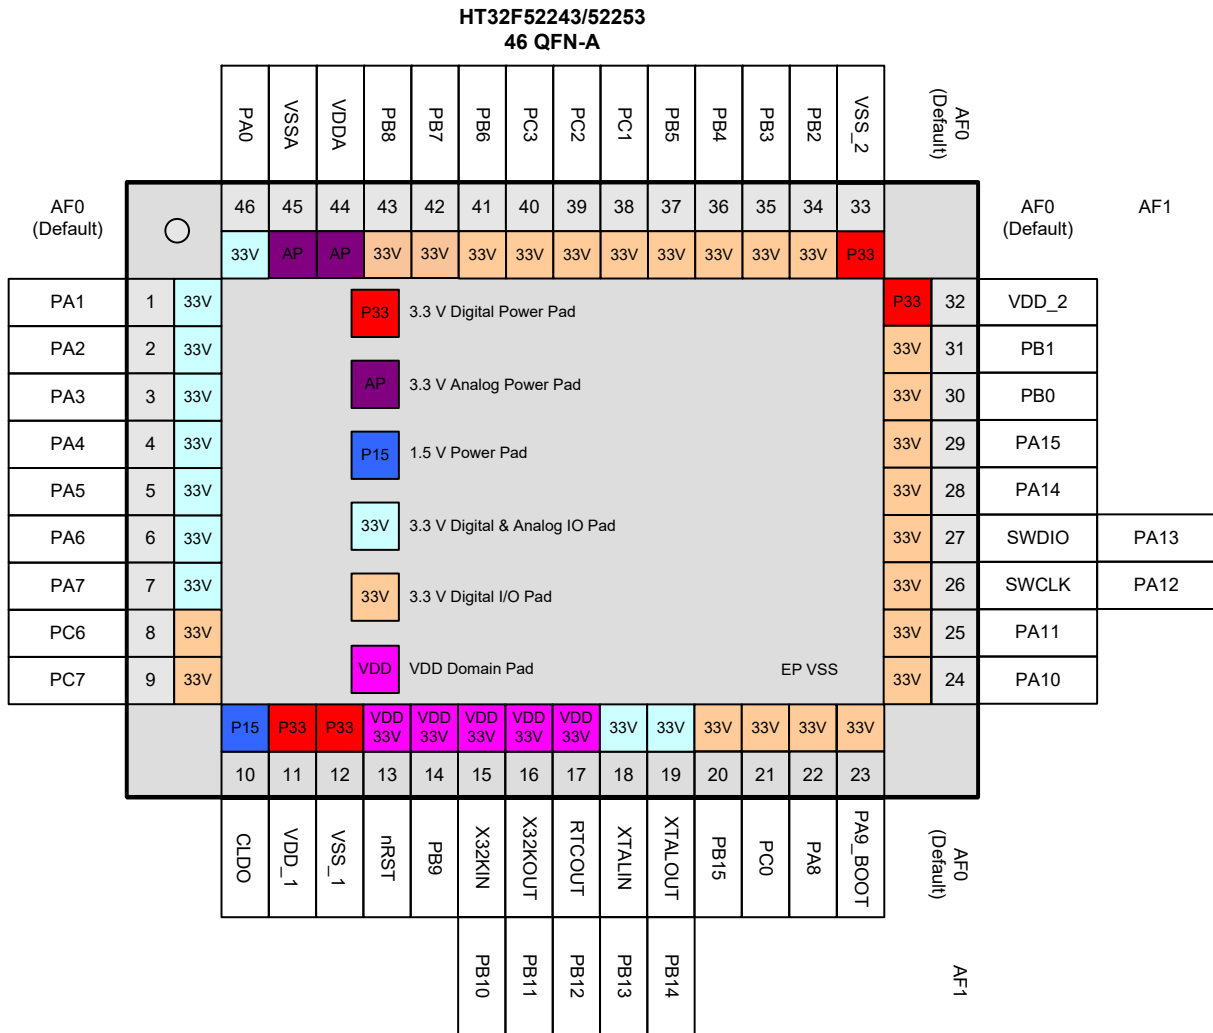 HT32F52243/52253
46 QFN-A
PA0
VSSA
VDDA
PB8
PB7
PB6
PC3
PC2
PC1
PB5
PB4
PB3
PB2
VSS_2
AF0
(Default)
AF0
(Default)
46 45 44 43 42 41 40 39 38 37 36 35 34 33
AF0
(Default)
AF1
33V AP AP 33V 33V 33V 33V 33V 33V 33V 33V 33V 33V P33
PA1 1 33V
P33 3.3 V Digital Power Pad
P33 32 VDD_2
PA2 2 33V
33V 31 PB1
PA3 3 33V
AP 3.3 V Analog Power Pad
33V 30 PB0
PA4 4 33V
P15 1.5 V Power Pad
33V 29 PA15
PA5 5 33V
33V 28 PA14
PA6 6 33V
33V 3.3 V Digital & Analog IO Pad
33V 27 SWDIO PA13
PA7 7 33V
33V 3.3 V Digital I/O Pad
33V 26 SWCLK PA12
PC6 8 33V
33V 25 PA11
PC7 9 33V
VDD VDD Domain Pad
EP VSS
33V 24 PA10
P15 P33 P33 VDD VDD VDD VDD VDD 33V 33V 33V 33V 33V 33V
33V 33V 33V 33V 33V
10 11 12 13 14 15 16 17 18 19 20 21 22 23
CLDO
VDD_1
VSS_1
nRST
PB9
X32KIN
X32KOUT
RTCOUT
XTALIN
XTALOUT
PB15
PC0
PA8
PA9_BOOT
AF0
(Default)
PB10
PB11
PB12
PB13
PB14
AF1